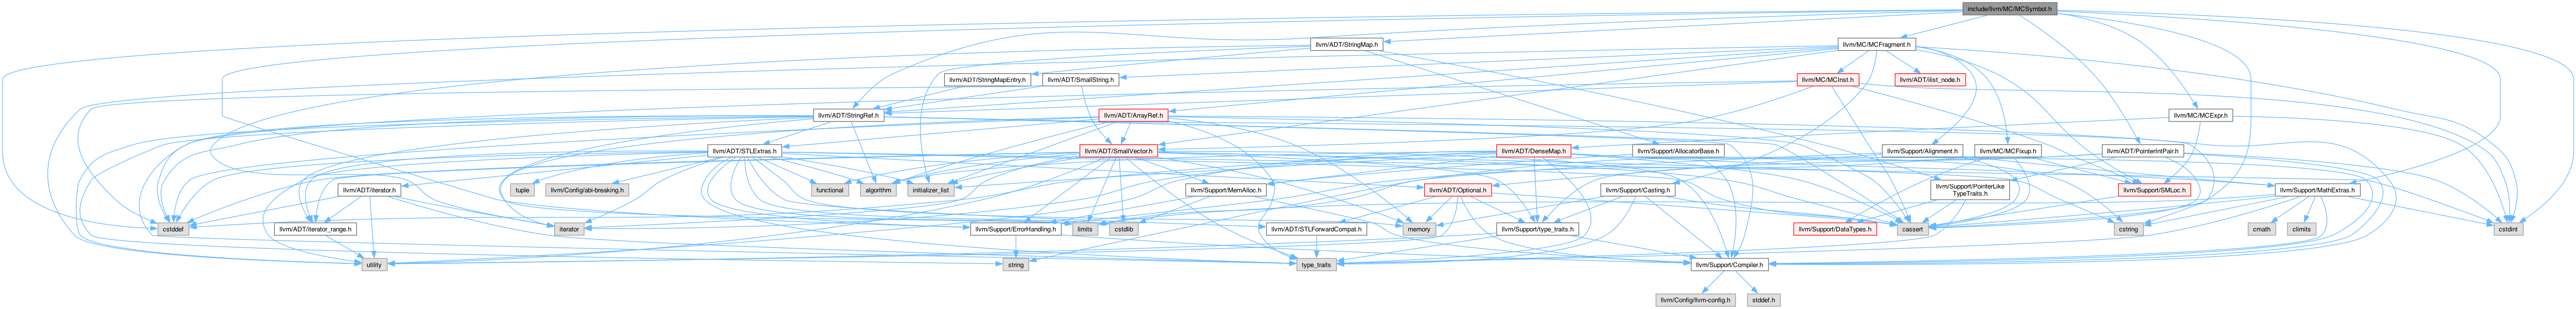 include/llvm/MC/MCSymbol.h
llvm/ADT/StringMap.h
llvm/MC/MCFragment.h
llvm/ADT/StringMapEntry.h
llvm/ADT/SmallString.h
llvm/MC/MCInst.h
llvm/ADT/ilist_node.h
llvm/ADT/StringRef.h
llvm/ADT/ArrayRef.h
llvm/MC/MCExpr.h
llvm/ADT/STLExtras.h
llvm/ADT/SmallVector.h
llvm/ADT/DenseMap.h
llvm/Support/AllocatorBase.h
llvm/Support/Alignment.h
llvm/MC/MCFixup.h
llvm/ADT/PointerIntPair.h
llvm/ADT/iterator.h
tuple
llvm/Config/abi-breaking.h
functional
algorithm
initializer_list
llvm/Support/MemAlloc.h
llvm/ADT/Optional.h
llvm/Support/Casting.h
llvm/Support/PointerLike
TypeTraits.h
llvm/Support/SMLoc.h
llvm/Support/MathExtras.h
cstddef
llvm/ADT/iterator_range.h
iterator
llvm/Support/ErrorHandling.h
limits
cstdlib
llvm/ADT/STLForwardCompat.h
memory
llvm/Support/type_traits.h
llvm/Support/DataTypes.h
cassert
cstring
cmath
climits
cstdint
utility
string
type_traits
llvm/Support/Compiler.h
llvm/Config/llvm-config.h
stddef.h